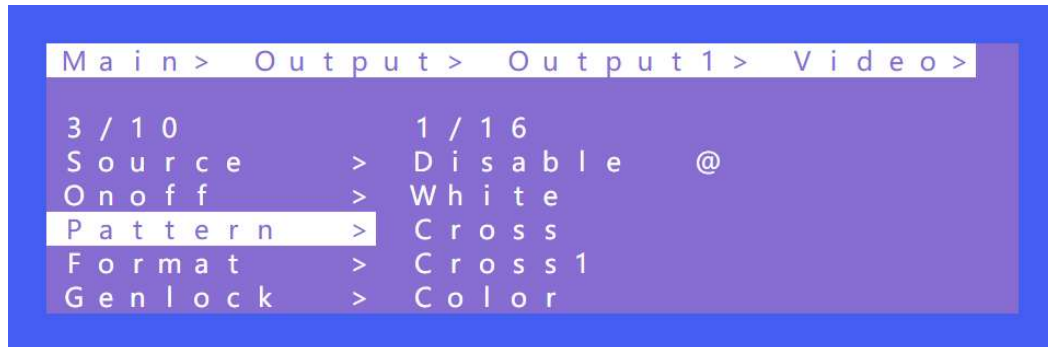 Main> Output> Output1> Video>
3/10 1/16
Source > Disable @
Onoff > White
Pattern > Cross
Format > Cross1
Genlock > Color